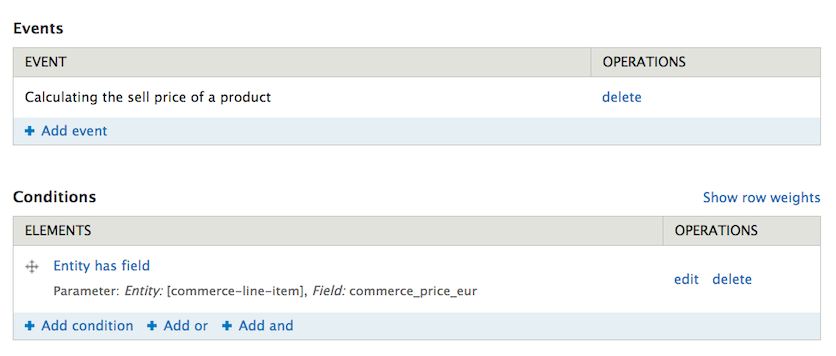 Events
EVENT OPERATIONS
Calculating the sell price of a product delete
Add event
Conditions Show row weights
ELEMENTS OPERATIONS
Entity has field
edit delete
Parameter: Entity: [commerce-line-item], Field: commerce_price_eur
Add condition Add or Add and